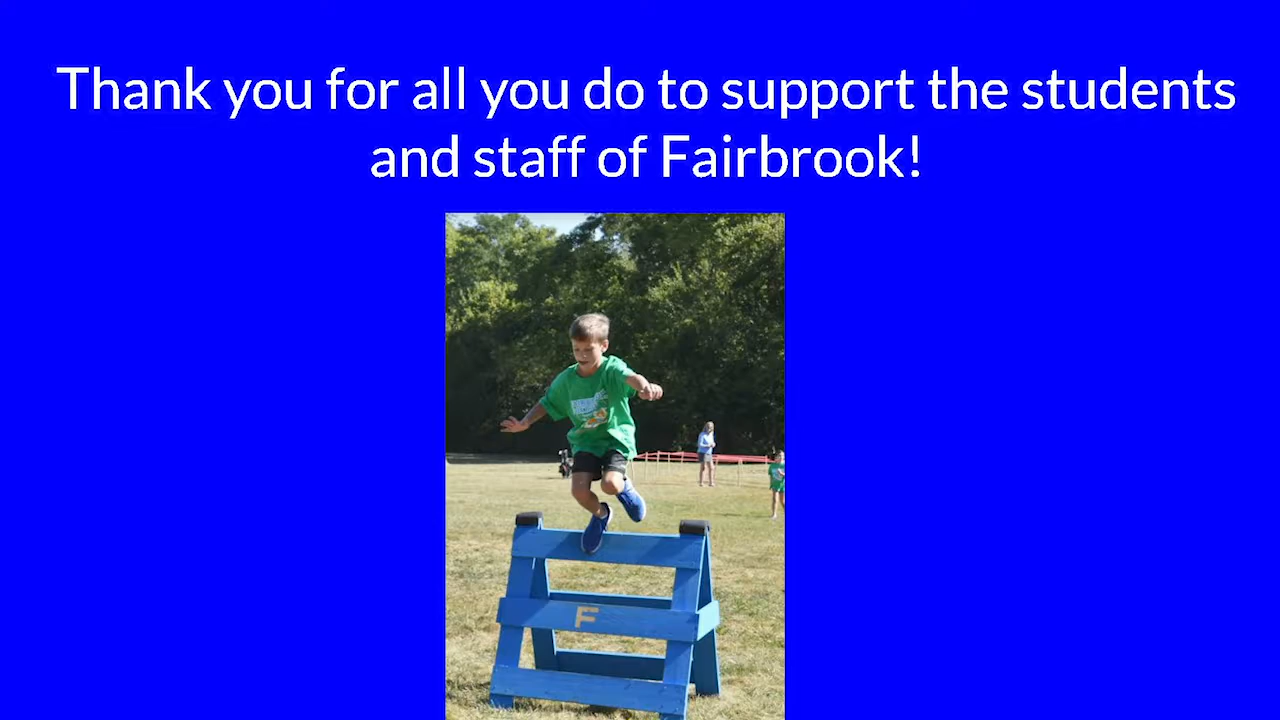 Thank you for all you do to support the students
and staff of Fairbrook!
F